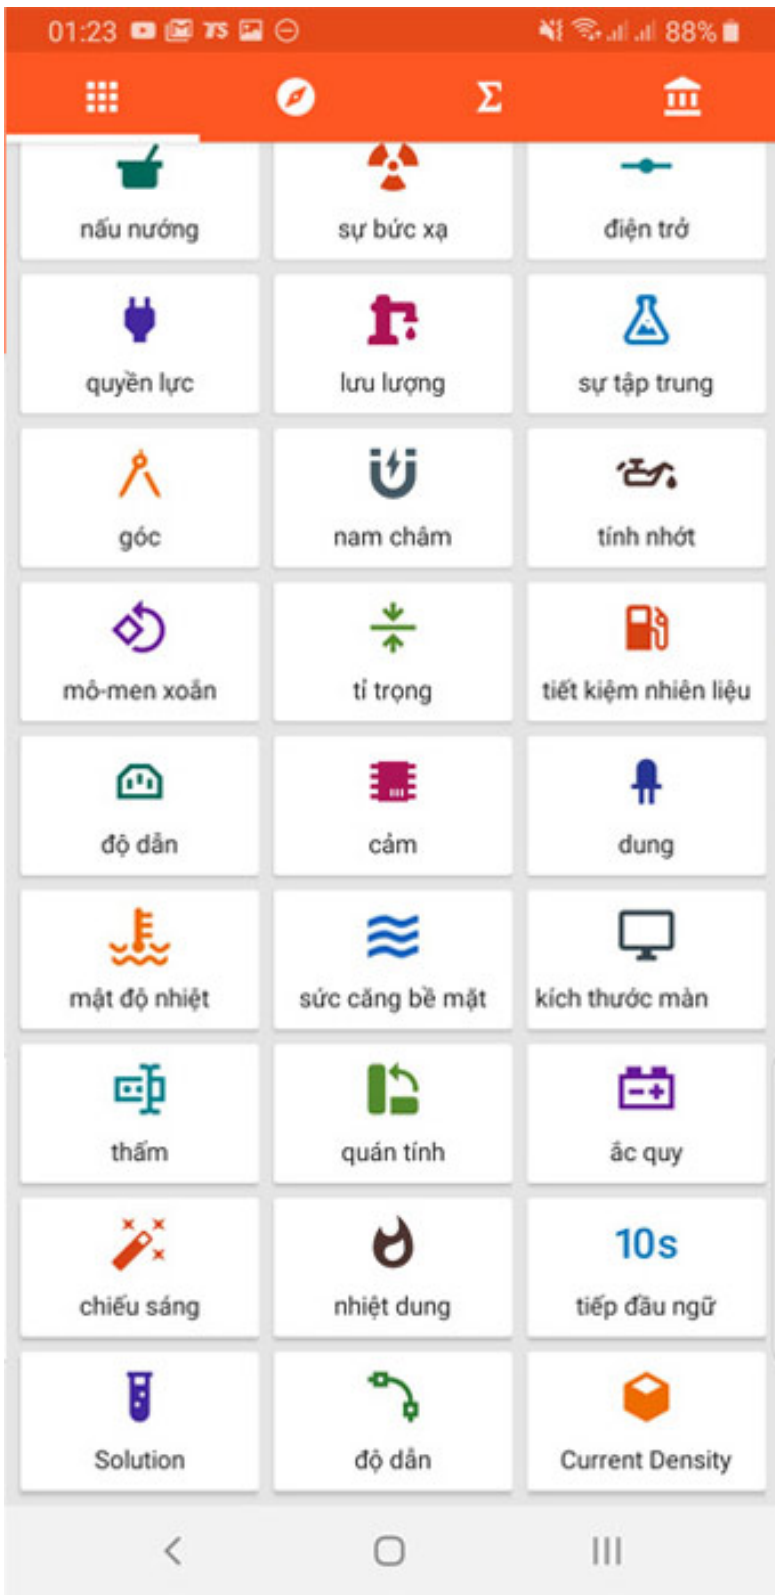 01:23 88%
Σ
nấu nướng sự bức xạ điện trở
quyền lực lưu lượng sự tập trung
góc nam châm tính nhớt
mô-men xoắn tỉ trọng tiết kiệm nhiên liệu
độ dẫn cảm dung
mật độ nhiệt sức căng bề mặt kích thước màn
thấm quán tính ắc quy
10s
chiếu sáng nhiệt dung tiếp đầu ngữ
Solution độ dẫn Current Density